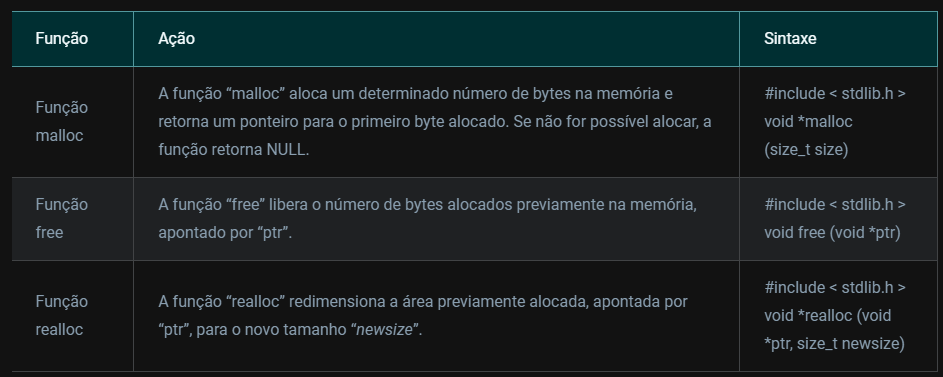 Função
Ação
Sintaxe
Função
malloc
A função “malloc” aloca um determinado número de bytes na memória e
retorna um ponteiro para o primeiro byte alocado. Se não for possível alocar, a
função retorna NULL.
#include < stdlib.h >
void *malloc
(size_t size)
Função
free
A função “free” libera o número de bytes alocados previamente na memória,
apontado por “ptr”.
#include < stdlib.h >
void free (void *ptr)
Função
realloc
A função “realloc” redimensiona a área previamente alocada, apontada por
“ptr”, para o novo tamanho “newsize”.
#include < stdlib.h >
void *realloc (void
*ptr, size_t newsize)